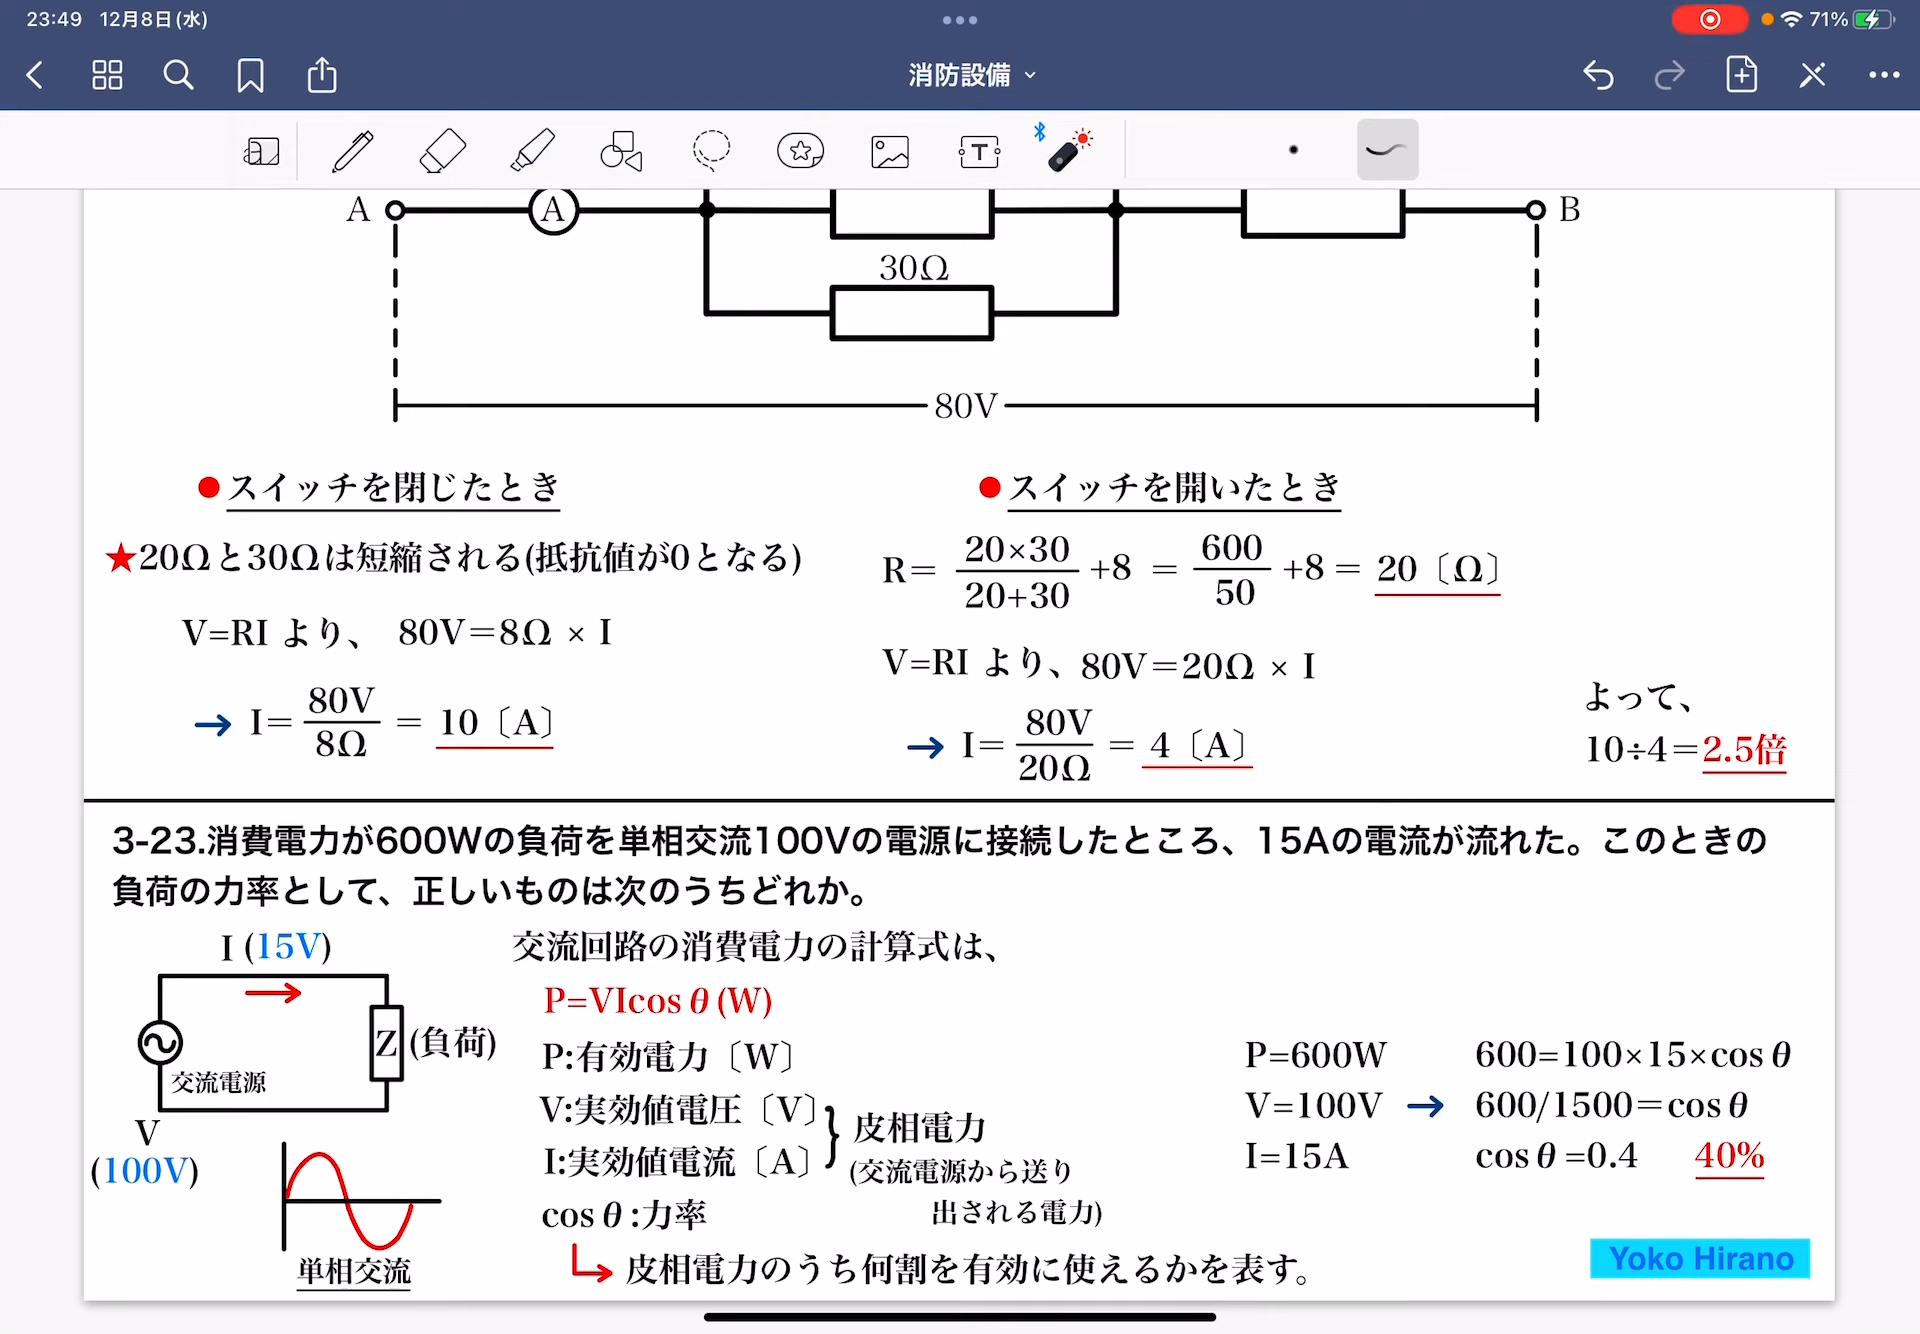 23:49 12月8日(水)
71%
消防設備
A
A
B
30Ω
80V
●スイッチを閉じたとき
★20Ωと30Ωは短縮される(抵抗値が0となる)
V=RI より、 80V=8Ω × I
→ I= 80V/8Ω = 10〔A〕
●スイッチを開いたとき
R= 20×30/20+30 +8 = 600/50 +8 = 20〔Ω〕
V=RI より、80V=20Ω × I
→ I= 80V/20Ω = 4〔A〕
よって、
10÷4=2.5倍
3-23.消費電力が600Wの負荷を単相交流100Vの電源に接続したところ、15Aの電流が流れた。このときの
負荷の力率として、正しいものは次のうちどれか。
I (15V)
Z (負荷)
交流電源
V
(100V)
単相交流
交流回路の消費電力の計算式は、
P=VIcosθ(W)
P:有効電力〔W〕
V:実効値電圧〔V〕
I:実効値電流〔A〕
皮相電力
(交流電源から送り
出される電力)
cosθ:力率
皮相電力のうち何割を有効に使えるかを表す。
P=600W
V=100V →
I=15A
600=100×15×cosθ
600/1500=cosθ
cosθ=0.4 40%
Yoko Hirano